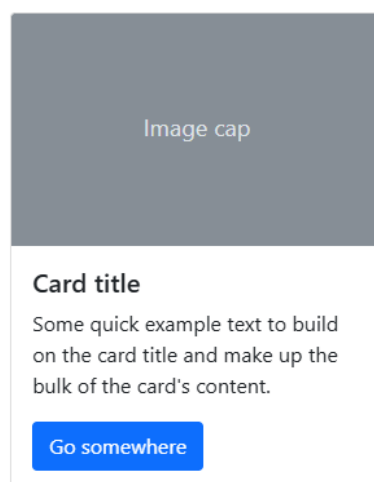 Image cap
Card title
Some quick example text to build
on the card title and make up the
bulk of the card's content.
Go somewhere